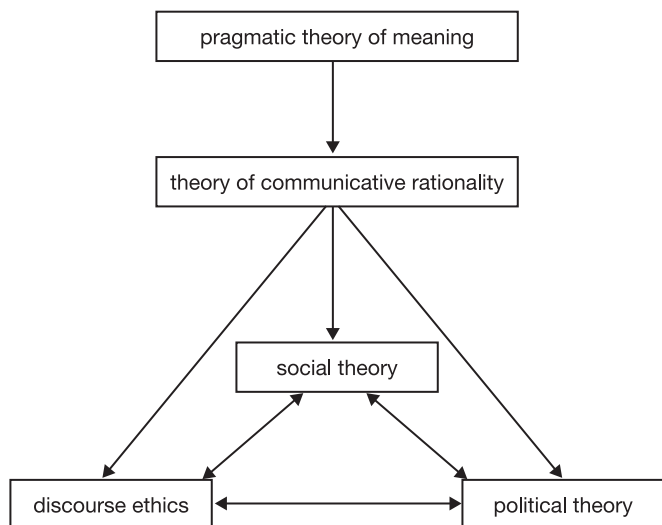 pragmatic theory of meaning
theory of communicative rationality
social theory
discourse ethics
political theory